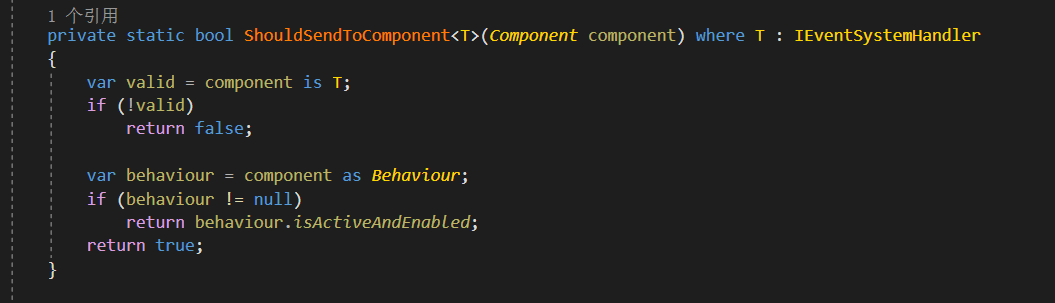 1 个引用
private static bool ShouldSendToComponent<T>(Component component) where T : IEventSystemHandler
{
    var valid = component is T;
    if (!valid)
        return false;

    var behaviour = component as Behaviour;
    if (behaviour != null)
        return behaviour.isActiveAndEnabled;
    return true;
}